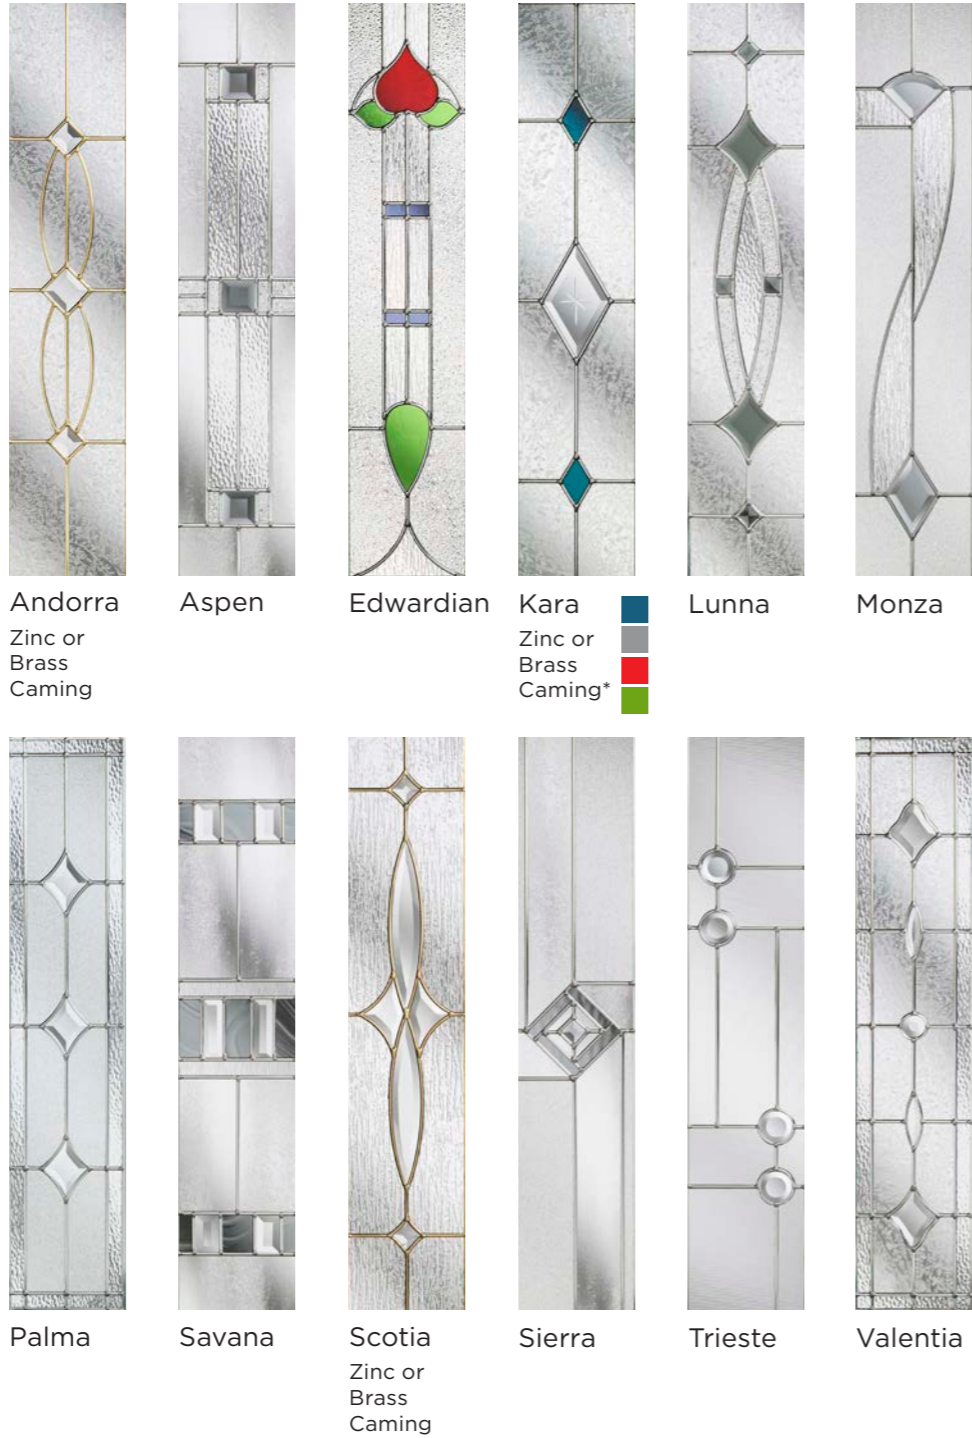 Andorra
Zinc or
Brass
Caming
Aspen
Edwardian
Kara
Zinc or
Brass
Caming*
Lunna
Monza
Palma
Savana
Scotia
Zinc or
Brass
Caming
Sierra
Trieste
Valentia